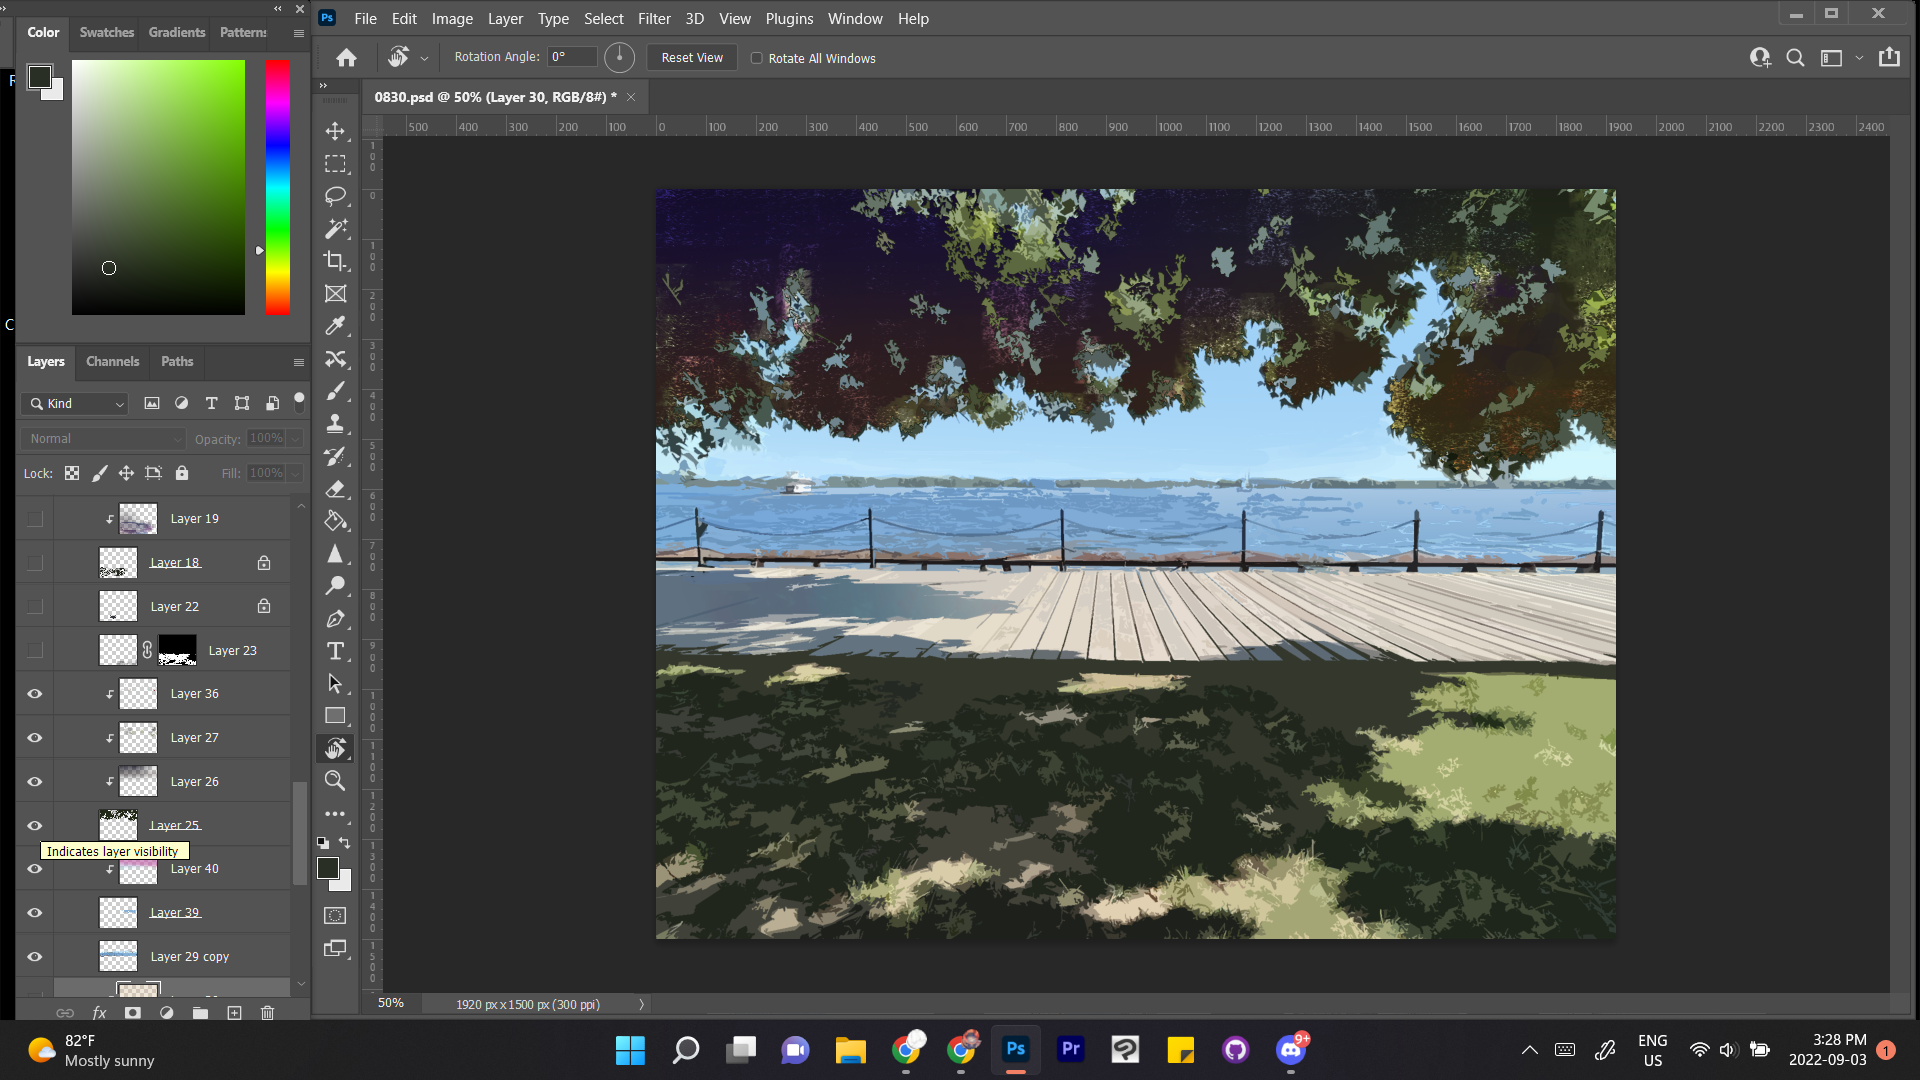 File Edit Image Layer Type Select Filter 3D View Plugins Window Help
Color Swatches Gradients Patterns
Rotation Angle: 0° Reset View Rotate All Windows
0830.psd @ 50% (Layer 30, RGB/8#) *
500 400 300 200 100 0 100 200 300 400 500 600 700 800 900 1000 1100 1200 1300 1400 1500 1600 1700 1800 1900 2000 2100 2200 2300 2400
Layers Channels Paths
Kind
Normal Opacity: 100%
Lock: Fill: 100%
Layer 19
Layer 18
Layer 22
Layer 23
Layer 36
Layer 27
Layer 26
Layer 25
Indicates layer visibility
Layer 40
Layer 39
Layer 29 copy
fx
50% 1920 px x 1500 px (300 ppi)
82°F
Mostly sunny
Ps
Pr
9+
ENG
US
3:28 PM
2022-09-03
1